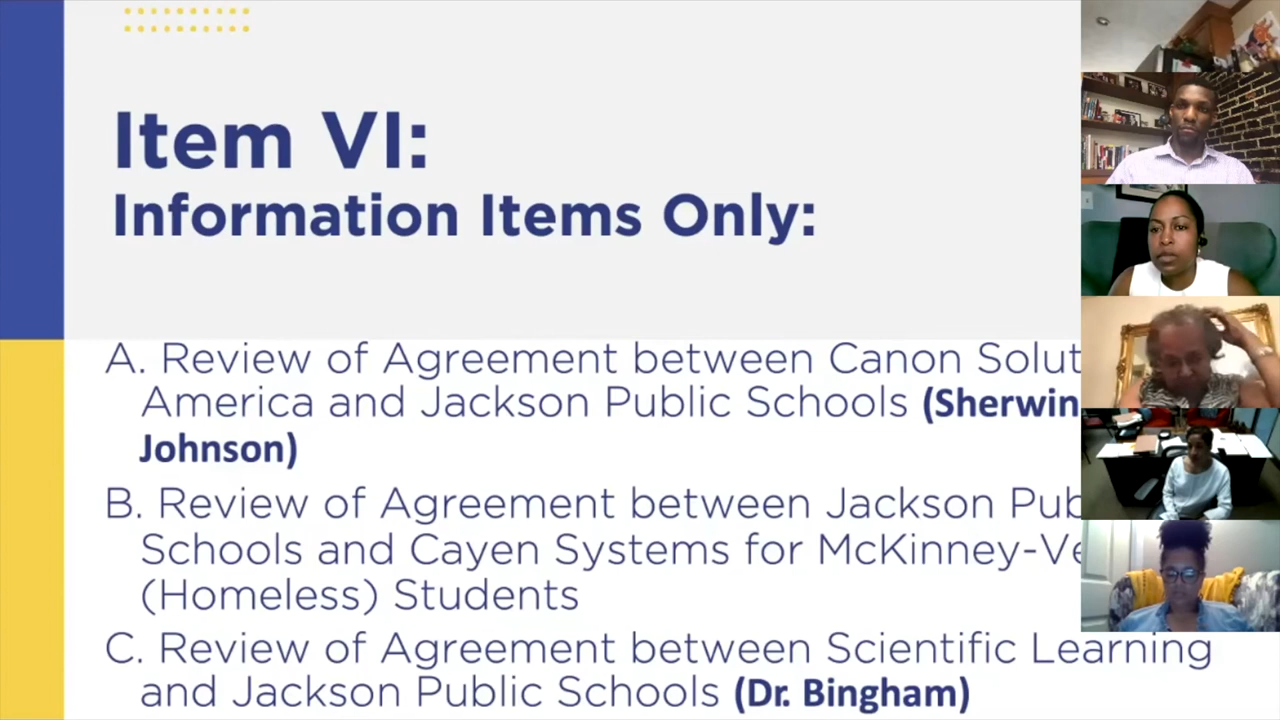 Item VI:
Information Items Only:
A. Review of Agreement between Canon Solut
America and Jackson Public Schools (Sherwin
Johnson)
B. Review of Agreement between Jackson Pub
Schools and Cayen Systems for McKinney-Ve
(Homeless) Students
C. Review of Agreement between Scientific Learning
and Jackson Public Schools (Dr. Bingham)